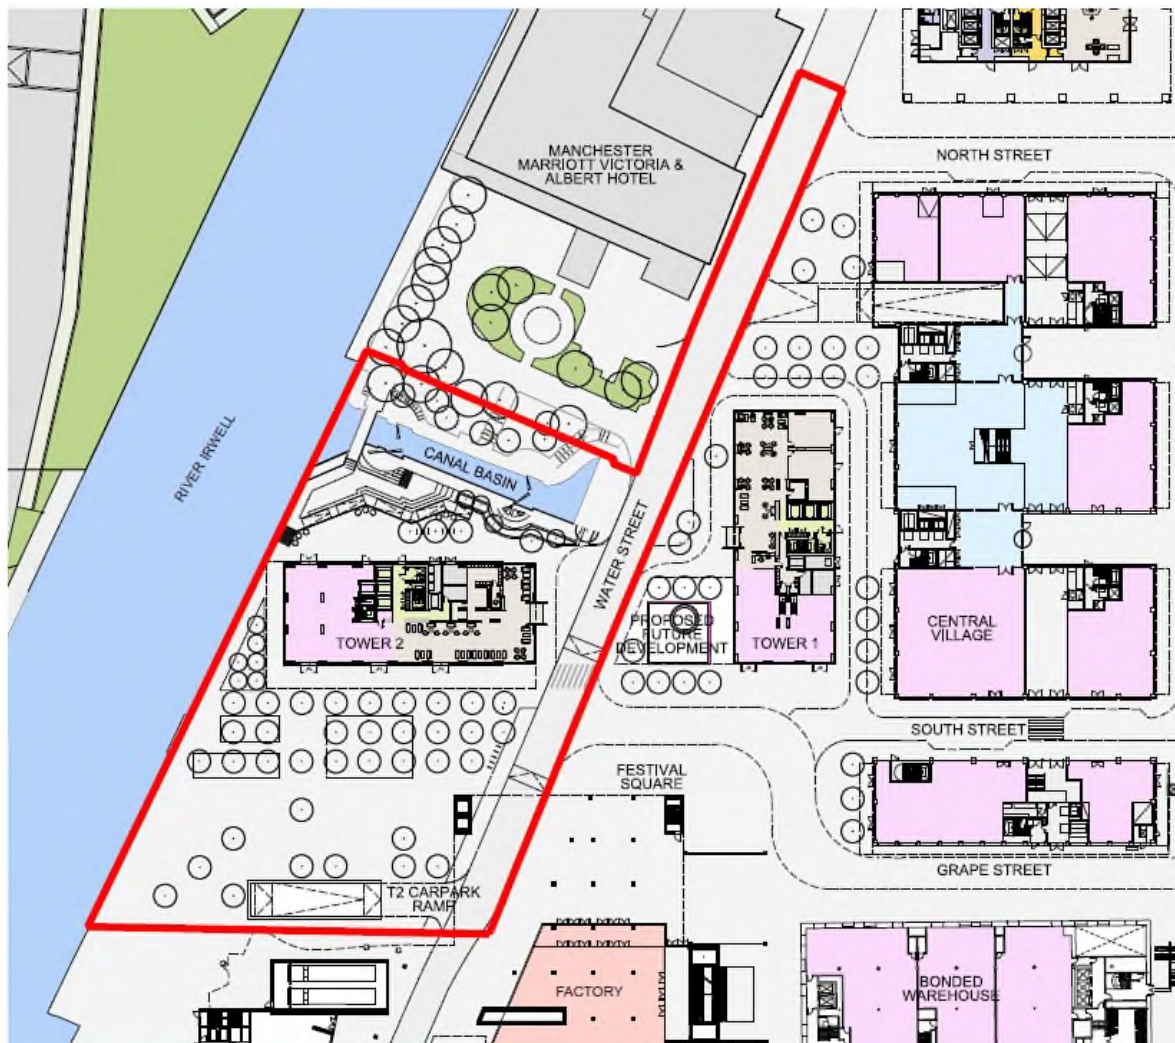 MANCHESTER
MARRIOTT VICTORIA &
ALBERT HOTEL
NORTH STREET
RIVER IRWELL
CANAL BASIN
WATER STREET
TOWER 2
PROPOSED
FUTURE
DEVELOPMENT
TOWER 1
CENTRAL
VILLAGE
SOUTH STREET
FESTIVAL
SQUARE
GRAPE STREET
T2 CARPARK
RAMP
FACTORY
BONDED
WAREHOUSE